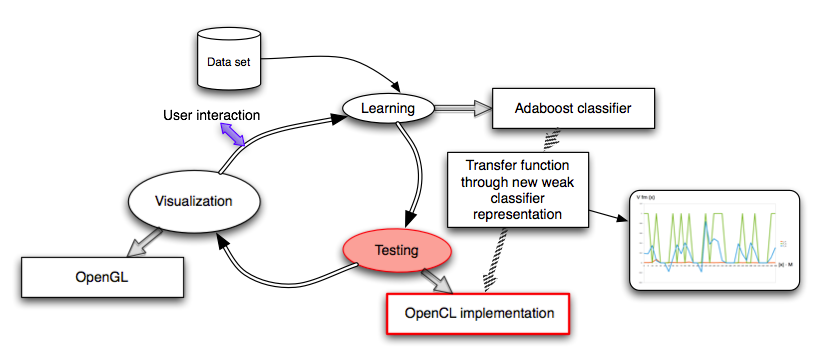 Data set
User interaction
Learning
Adaboost classifier
Transfer function
through new weak
classifier
representation
Visualization
Testing
OpenGL
OpenCL implementation
V fm (x)
|x| - M